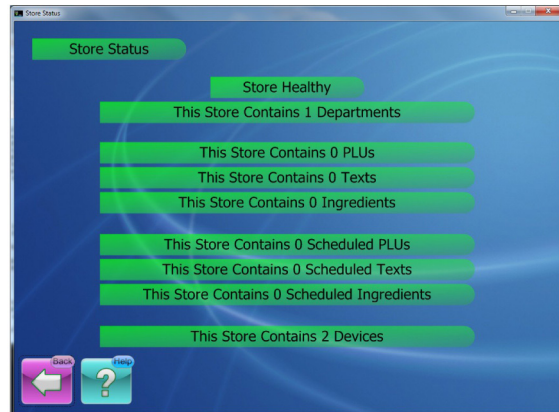 Store Status
Store Status
Store Healthy
This Store Contains 1 Departments
This Store Contains 0 PLUs
This Store Contains 0 Texts
This Store Contains 0 Ingredients
This Store Contains 0 Scheduled PLUs
This Store Contains 0 Scheduled Texts
This Store Contains 0 Scheduled Ingredients
This Store Contains 2 Devices
Back
Help